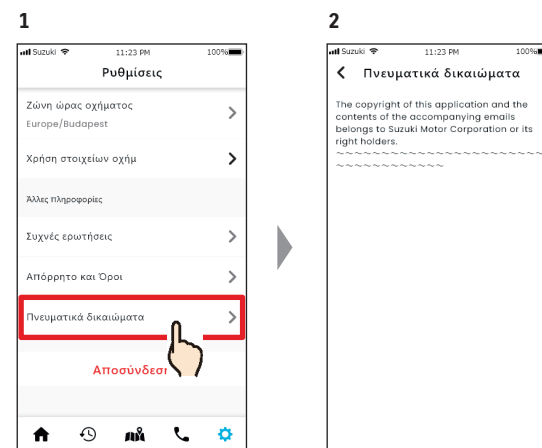 1
Suzuki 11:23 PM 100%
Ρυθμίσεις
Ζώνη ώρας οχήματος
Europe/Budapest
Χρήση στοιχείων οχήμ
Άλλες πληροφορίες
Συχνές ερωτήσεις
Απόρρητο και Όροι
Πνευματικά δικαιώματα
Αποσύνδεση
2
Suzuki 11:23 PM 100%
Πνευματικά δικαιώματα
The copyright of this application and the
contents of the accompanying emails
belongs to Suzuki Motor Corporation or its
right holders.
~~~~~~~~~~~~~~~~~~~~~~~
~~~~~~~~~~~~